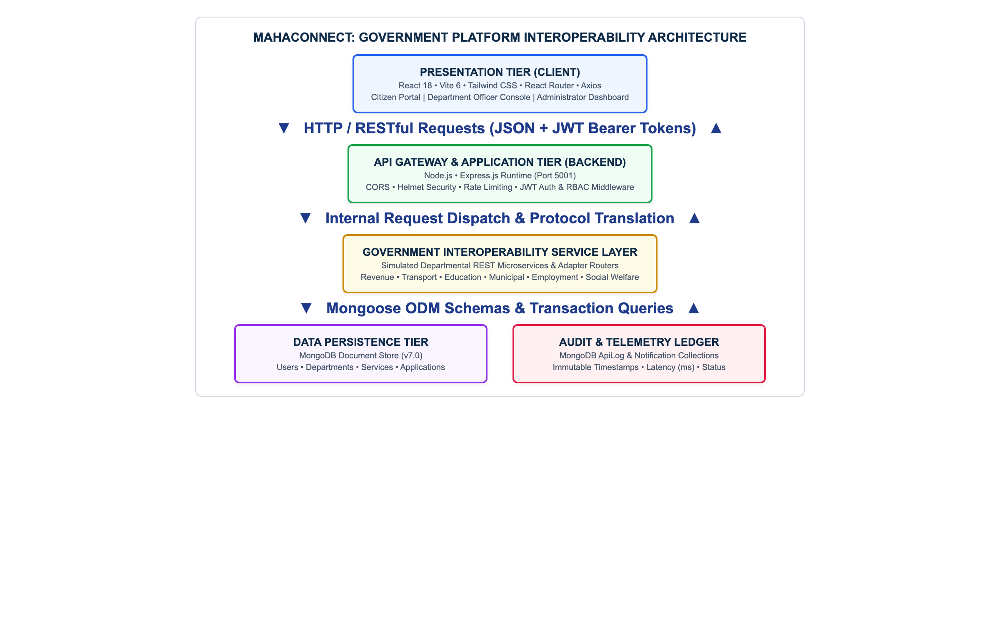 MAHACONNECT: GOVERNMENT PLATFORM INTEROPERABILITY ARCHITECTURE
PRESENTATION TIER (CLIENT)
React 18 • Vite 6 • Tailwind CSS • React Router • Axios
Citizen Portal | Department Officer Console | Administrator Dashboard
▼ HTTP / RESTful Requests (JSON + JWT Bearer Tokens) ▲
API GATEWAY & APPLICATION TIER (BACKEND)
Node.js • Express.js Runtime (Port 5001)
CORS • Helmet Security • Rate Limiting • JWT Auth & RBAC Middleware
▼ Internal Request Dispatch & Protocol Translation ▲
GOVERNMENT INTEROPERABILITY SERVICE LAYER
Simulated Departmental REST Microservices & Adapter Routers
Revenue • Transport • Education • Municipal • Employment • Social Welfare
▼ Mongoose ODM Schemas & Transaction Queries ▲
DATA PERSISTENCE TIER
MongoDB Document Store (v7.0)
Users • Departments • Services • Applications
AUDIT & TELEMETRY LEDGER
MongoDB ApiLog & Notification Collections
Immutable Timestamps • Latency (ms) • Status